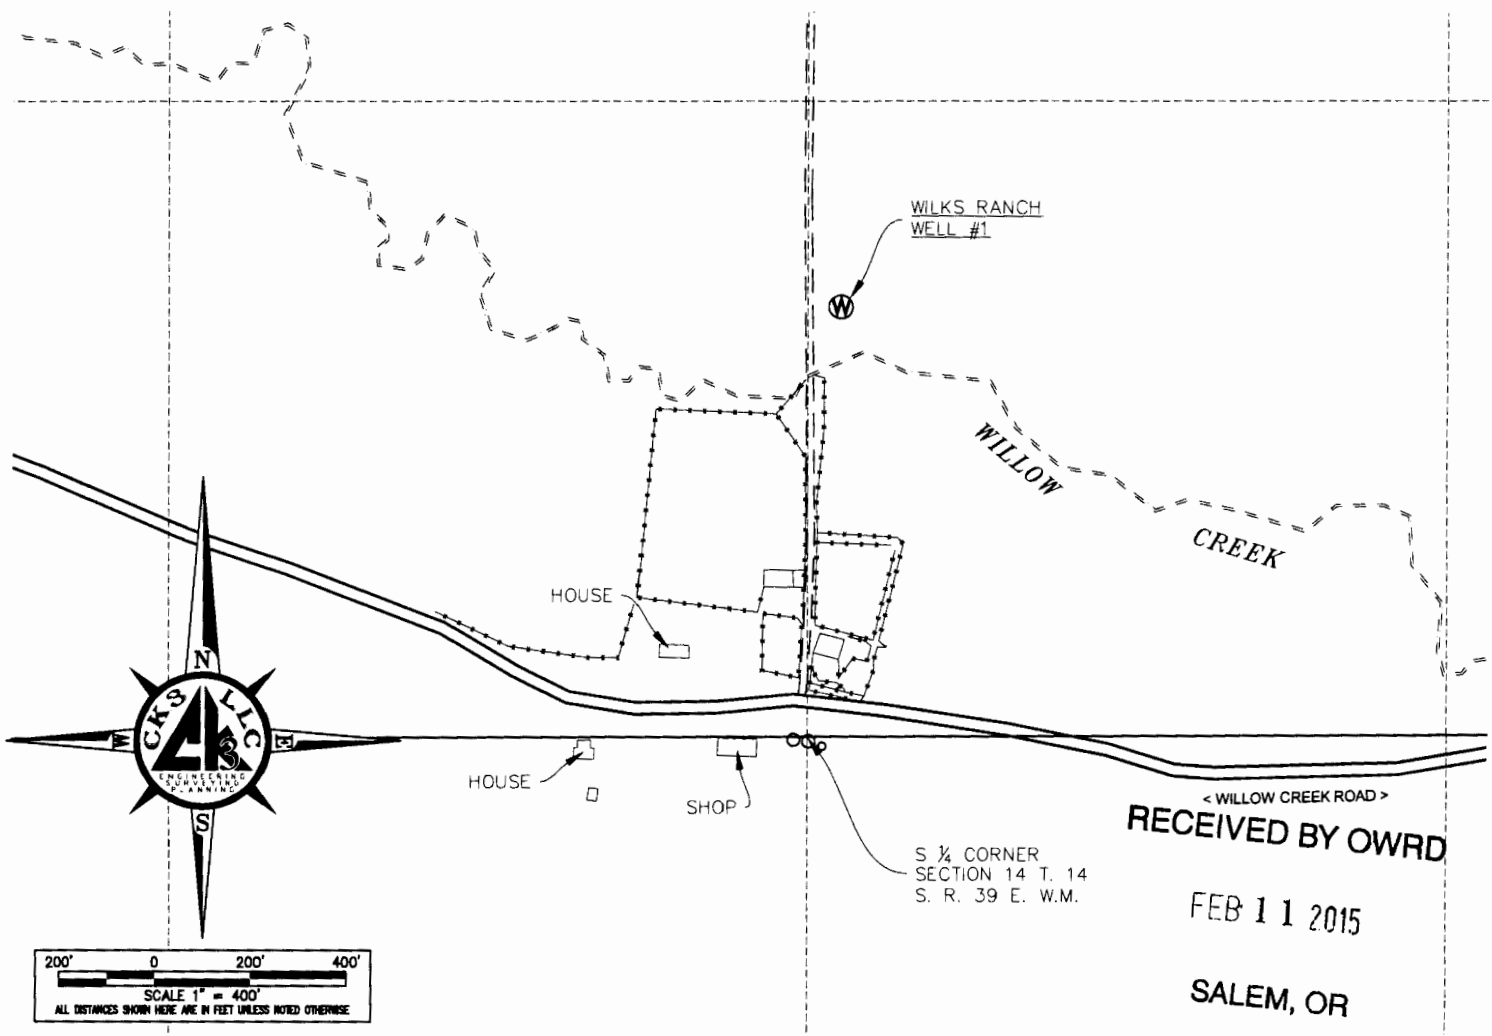 WILKS RANCH
WELL #1
W
WILLOW
CREEK
HOUSE
HOUSE
SHOP
N
CKS LLC
W
E
3
ENGINEERING
SURVEYING
PLANNING
S
< WILLOW CREEK ROAD >
RECEIVED BY OWRD
S ¼ CORNER
SECTION 14 T. 14
S. R. 39 E. W.M.
FEB 11 2015
SALEM, OR
200' 0 200' 400'
SCALE 1" = 400'
ALL DISTANCES SHOWN HERE ARE IN FEET UNLESS NOTED OTHERWISE